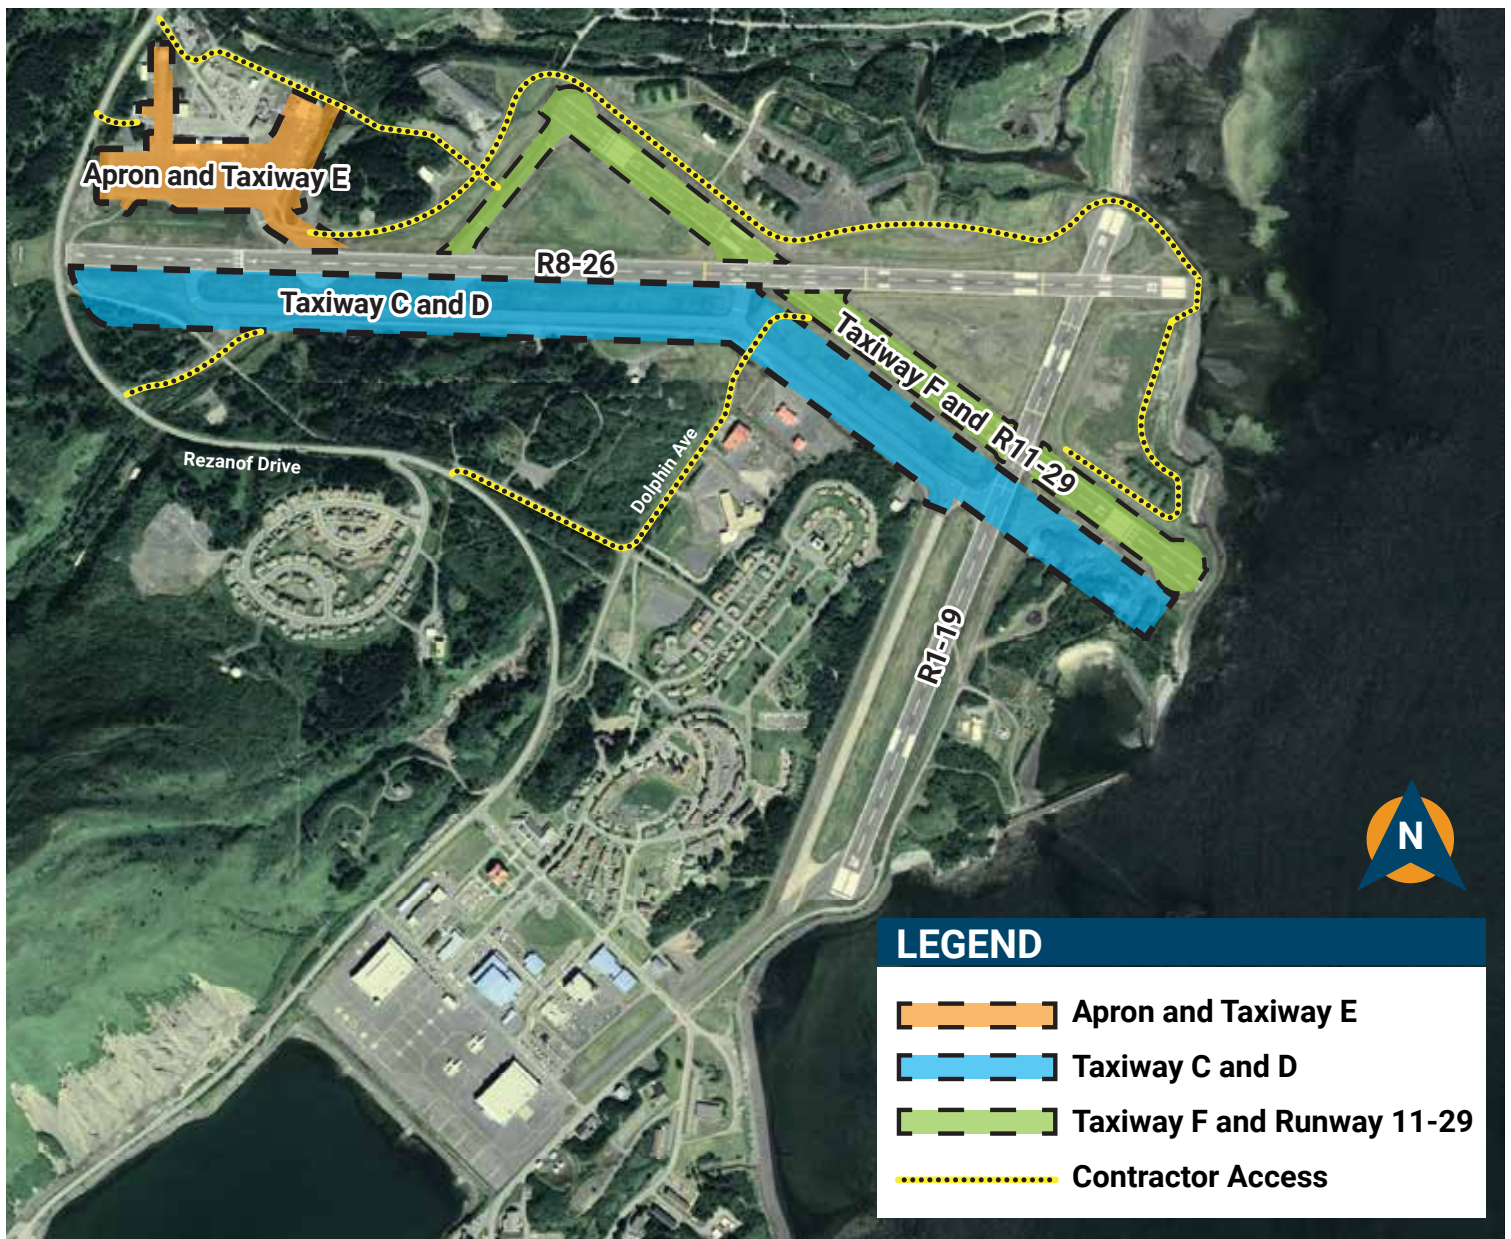 Apron and Taxiway E
R8-26
Taxiway C and D
Taxiway F and R11-29
Rezanof Drive
Dolphin Ave
R1-19
N
LEGEND
Apron and Taxiway E
Taxiway C and D
Taxiway F and Runway 11-29
Contractor Access